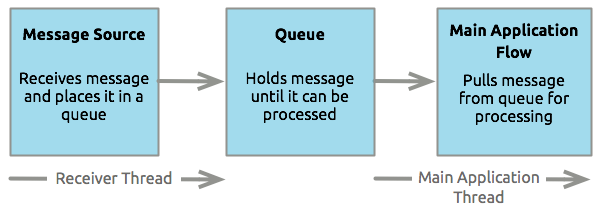 Message Source
Receives message
and places it in a
queue
Queue
Holds message
until it can be
processed
Main Application
Flow
Pulls message
from queue for
processing
Receiver Thread
Main Application
Thread